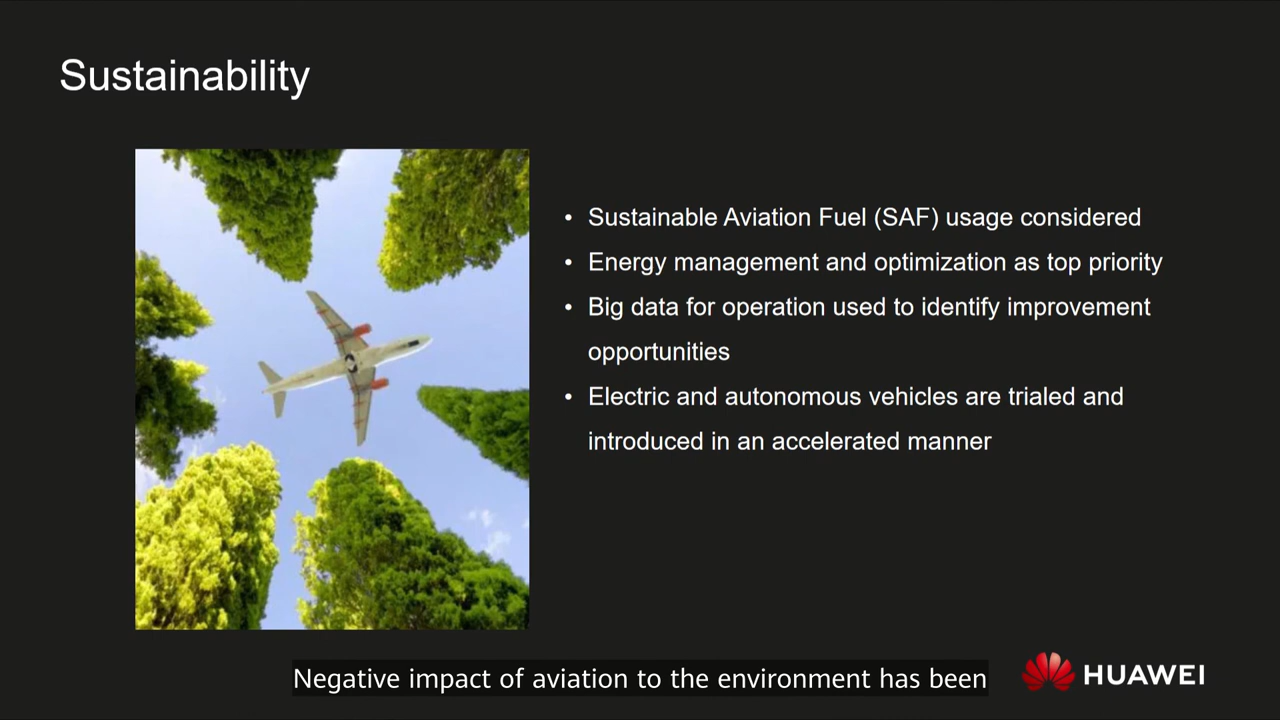 Sustainability
• Sustainable Aviation Fuel (SAF) usage considered
• Energy management and optimization as top priority
• Big data for operation used to identify improvement
opportunities
• Electric and autonomous vehicles are trialed and
introduced in an accelerated manner
Negative impact of aviation to the environment has been
HUAWEI